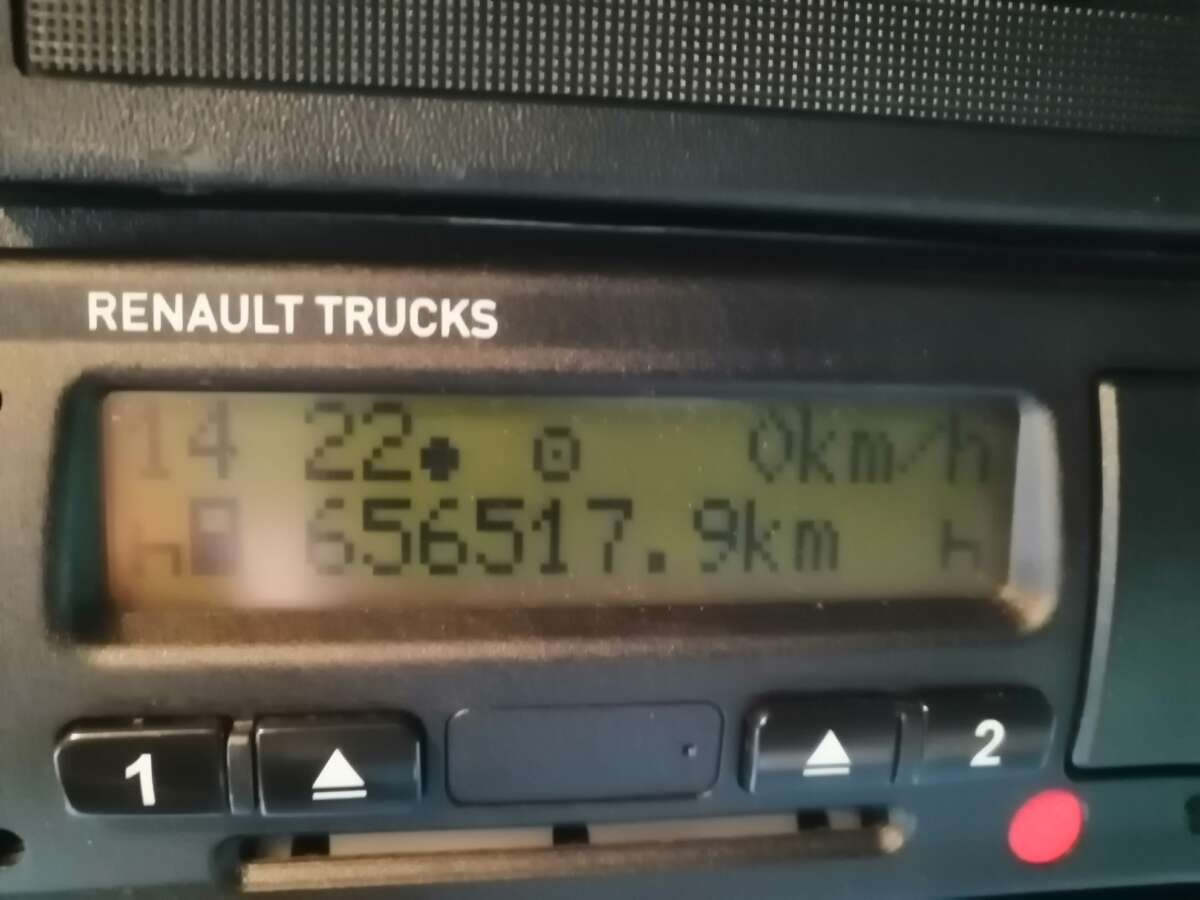 RENAULT TRUCKS
14 22 0km/h
h 656517.9km h
1 2